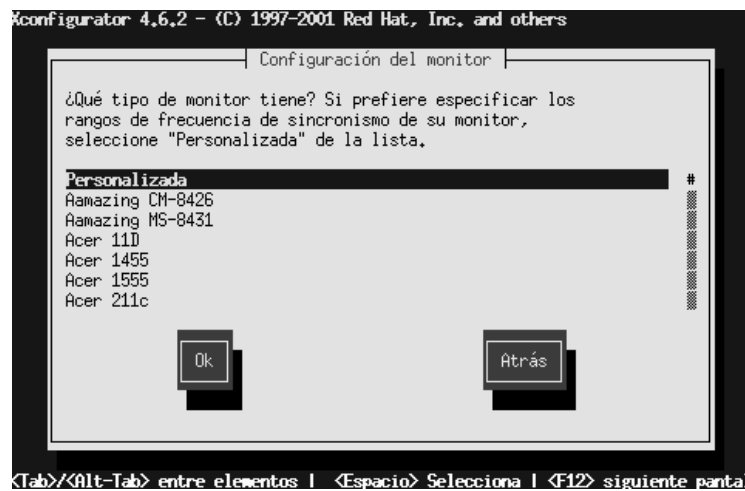 Xconfigurator 4.6.2 - (C) 1997-2001 Red Hat, Inc. and others
Configuración del monitor
¿Qué tipo de monitor tiene? Si prefiere especificar los
rangos de frecuencia de sincronismo de su monitor,
seleccione "Personalizada" de la lista.
Personalizada #
Aamazing CM-8426
Aamazing MS-8431
Acer 11D
Acer 1455
Acer 1555
Acer 211c
Ok Atrás
<Tab>/<Alt-Tab> entre elementos | <Espacio> Selecciona | <F12> siguiente panta